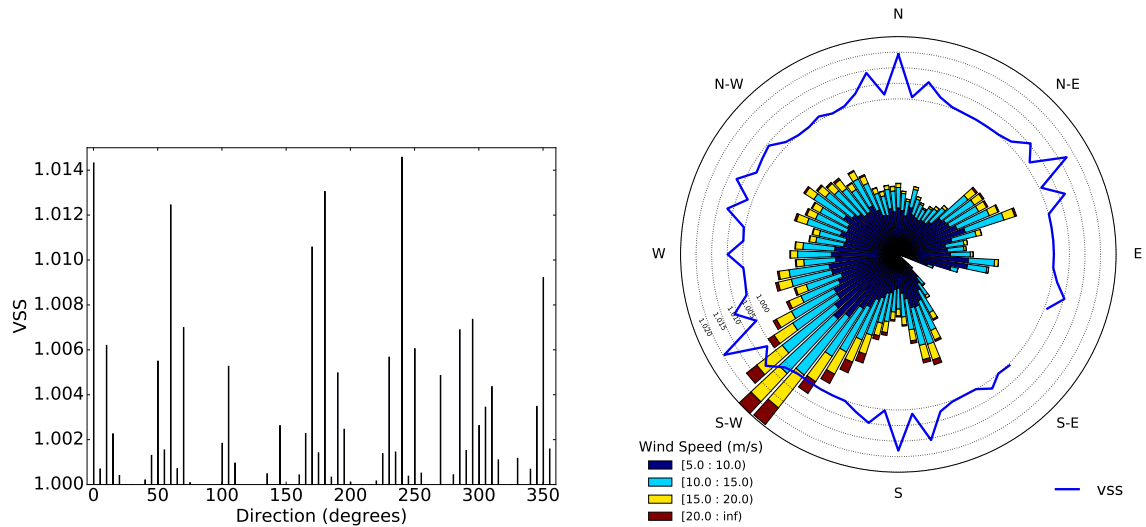 1.014
1.012
1.010
1.008
1.006
1.004
1.002
1.000
VSS
0 50 100 150 200 250 300 350
Direction (degrees)
N
N-W
N-E
W
E
S-W
S-E
S
1.000
1.005
1.010
1.015
1.020
Wind Speed (m/s)
[5.0 : 10.0)
[10.0 : 15.0)
[15.0 : 20.0)
[20.0 : inf)
vss